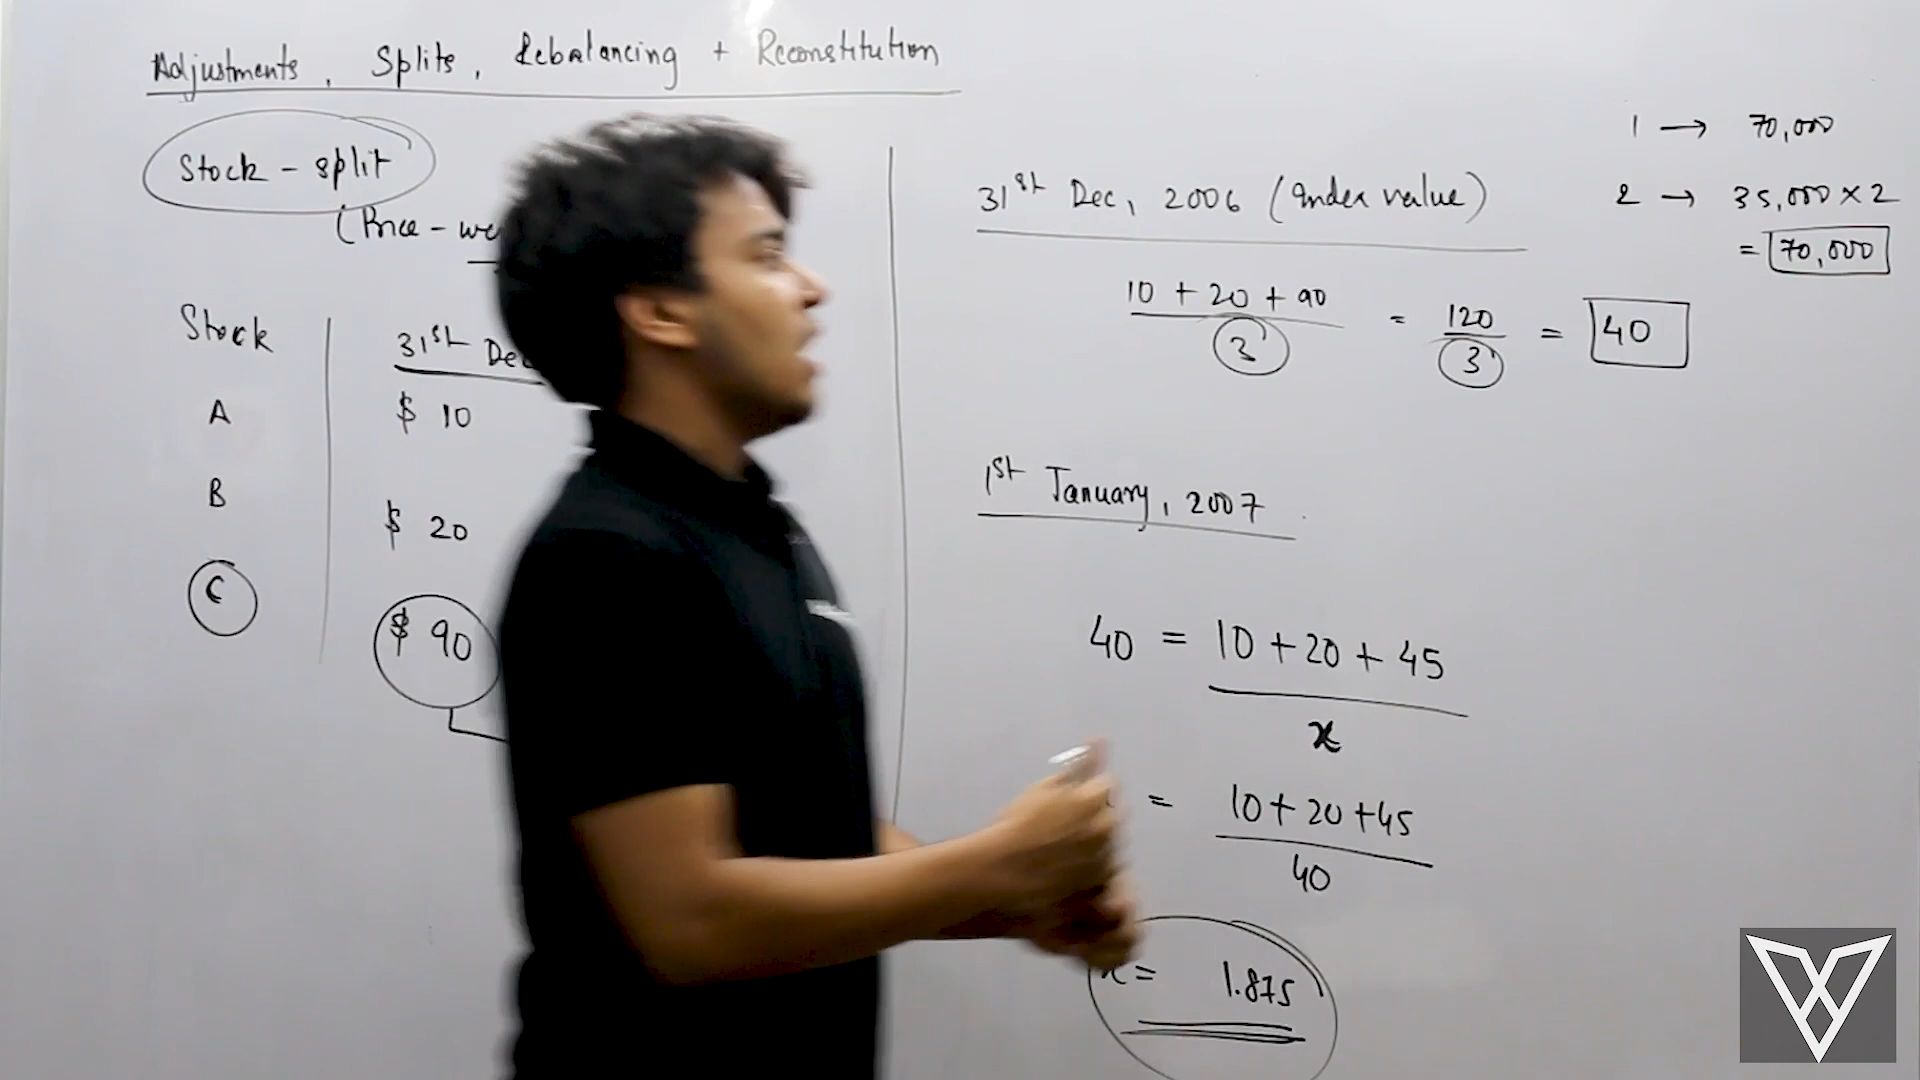 Adjustments, Splits, Rebalancing + Reconstitution
Stock - split
(Price -
Stock
31st
A
$ 10
B
$ 20
C
$ 90
31st Dec, 2006 (Index value)
10 + 20 + 90
3
= 120
3
= 40
1 → 70,000
2 → 35,000 × 2
= 70,000
1st January, 2007
40 = 10 + 20 + 45
x
= 10 + 20 + 45
40
x = 1.875